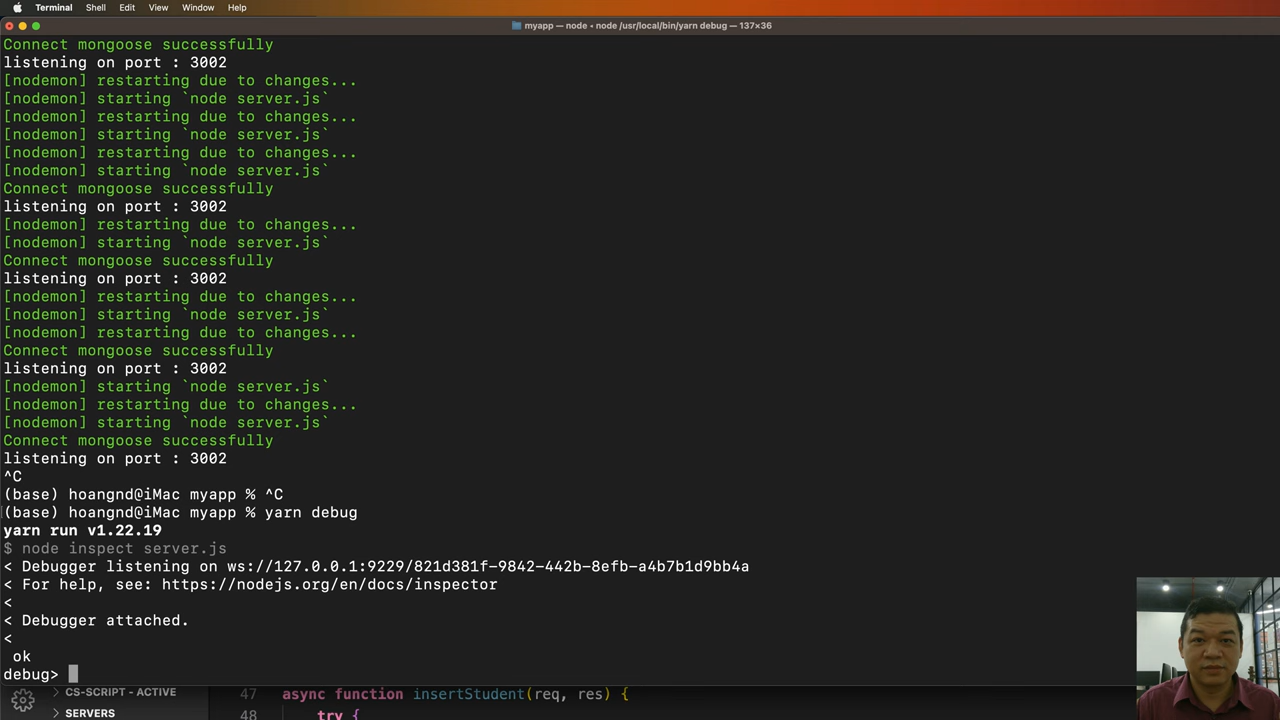 Terminal Shell Edit View Window Help
myapp — node ◂ node /usr/local/bin/yarn debug — 137×36
Connect mongoose successfully
listening on port : 3002
[nodemon] restarting due to changes...
[nodemon] starting `node server.js`
[nodemon] restarting due to changes...
[nodemon] starting `node server.js`
[nodemon] restarting due to changes...
[nodemon] starting `node server.js`
Connect mongoose successfully
listening on port : 3002
[nodemon] restarting due to changes...
[nodemon] starting `node server.js`
Connect mongoose successfully
listening on port : 3002
[nodemon] restarting due to changes...
[nodemon] starting `node server.js`
[nodemon] restarting due to changes...
Connect mongoose successfully
listening on port : 3002
[nodemon] starting `node server.js`
[nodemon] restarting due to changes...
[nodemon] starting `node server.js`
Connect mongoose successfully
listening on port : 3002
^C
(base) hoangnd@iMac myapp % ^C
(base) hoangnd@iMac myapp % yarn debug
yarn run v1.22.19
$ node inspect server.js
< Debugger listening on ws://127.0.0.1:9229/821d381f-9842-442b-8efb-a4b7b1d9bb4a
< For help, see: https://nodejs.org/en/docs/inspector
<
< Debugger attached.
<
ok
debug>
CS-SCRIPT - ACTIVE
SERVERS
47 async function insertStudent(req, res) {
48 try {